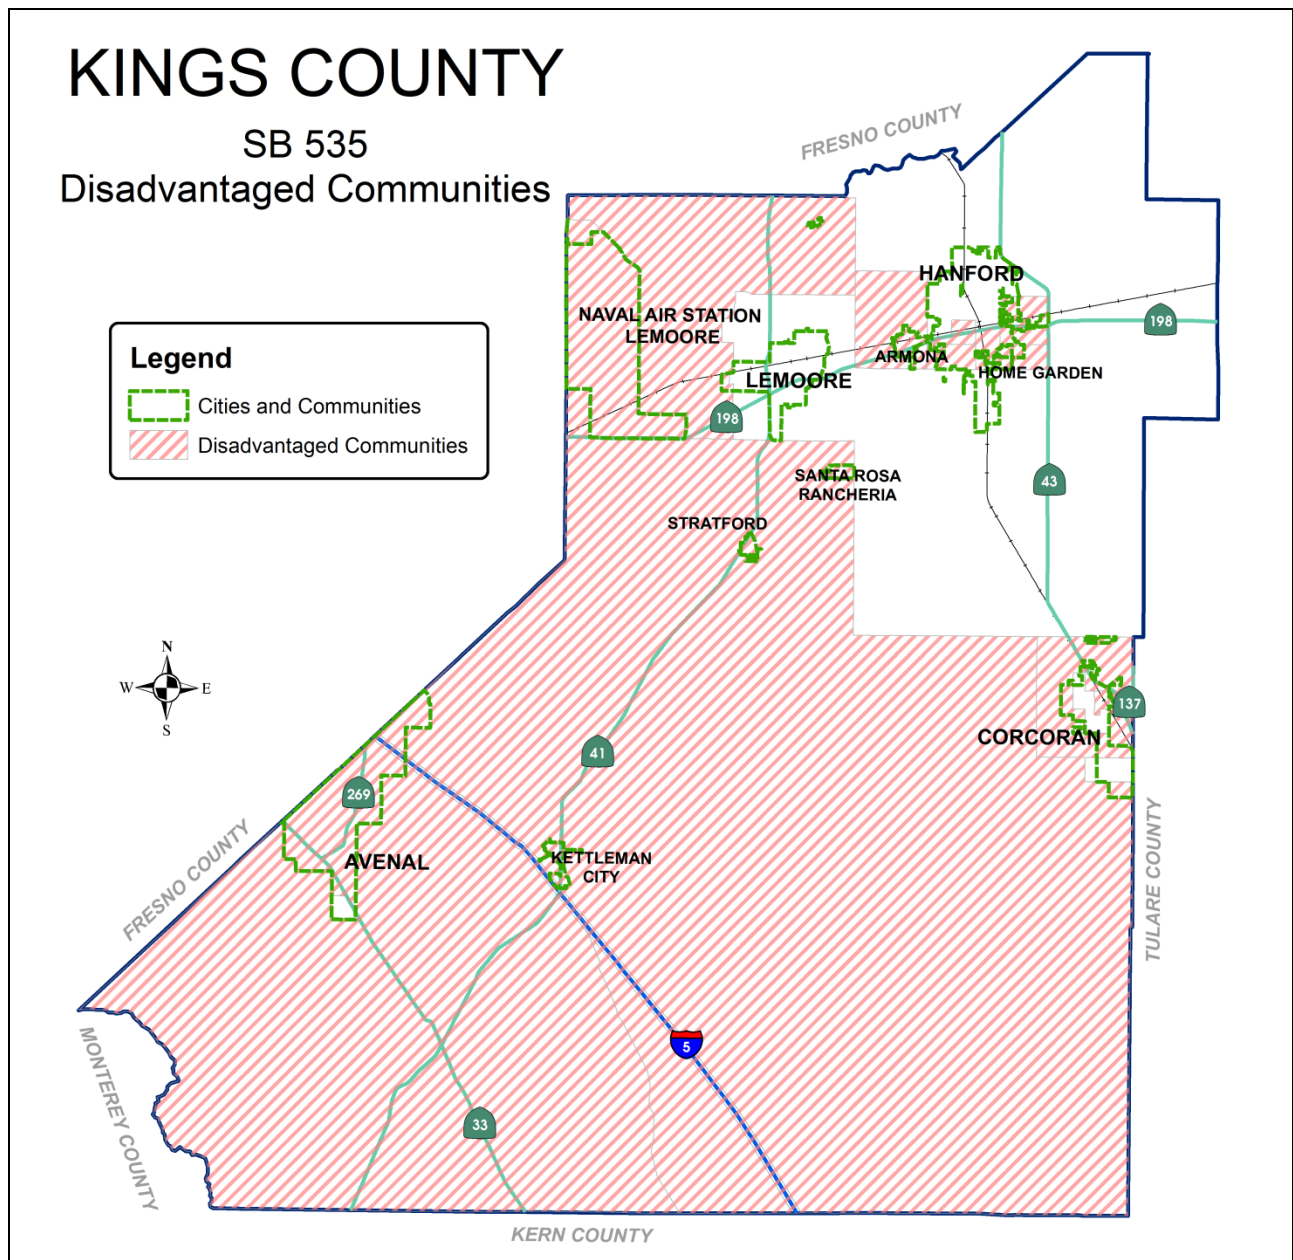 KINGS COUNTY
SB 535
Disadvantaged Communities
FRESNO COUNTY
HANFORD
NAVAL AIR STATION
LEMOORE
198
Legend
Cities and Communities
Disadvantaged Communities
ARMONA
HOME GARDEN
LEMOORE
198
SANTA ROSA
RANCHERIA
43
STRATFORD
N
W
E
S
137
CORCORAN
41
269
AVENAL
KETTLEMAN
CITY
FRESNO COUNTY
TULARE COUNTY
5
MONTEREY COUNTY
33
KERN COUNTY